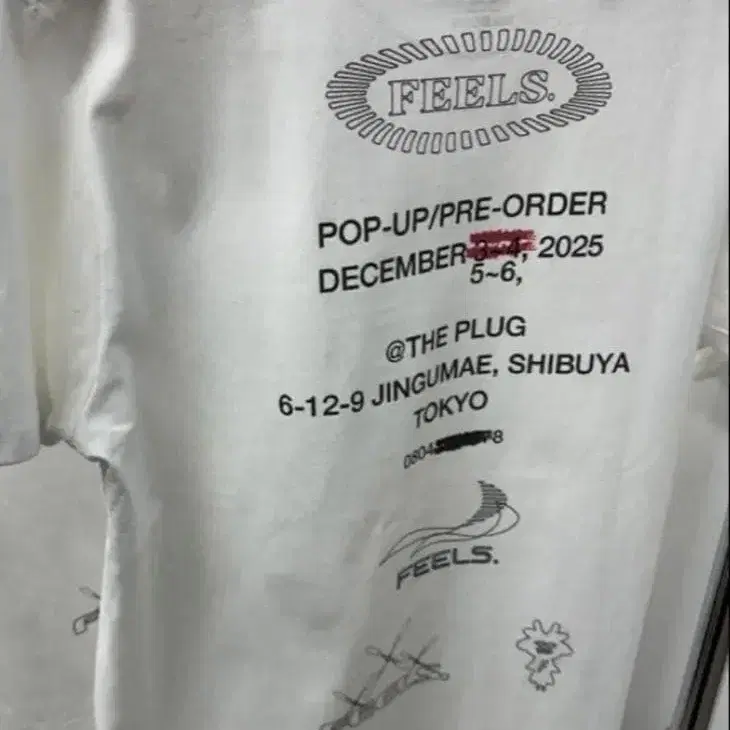 FEELS.
POP-UP/PRE-ORDER
DECEMBER 3~4, 2025
5~6,
@THE PLUG
6-12-9 JINGUMAE, SHIBUYA
TOKYO
FEELS.